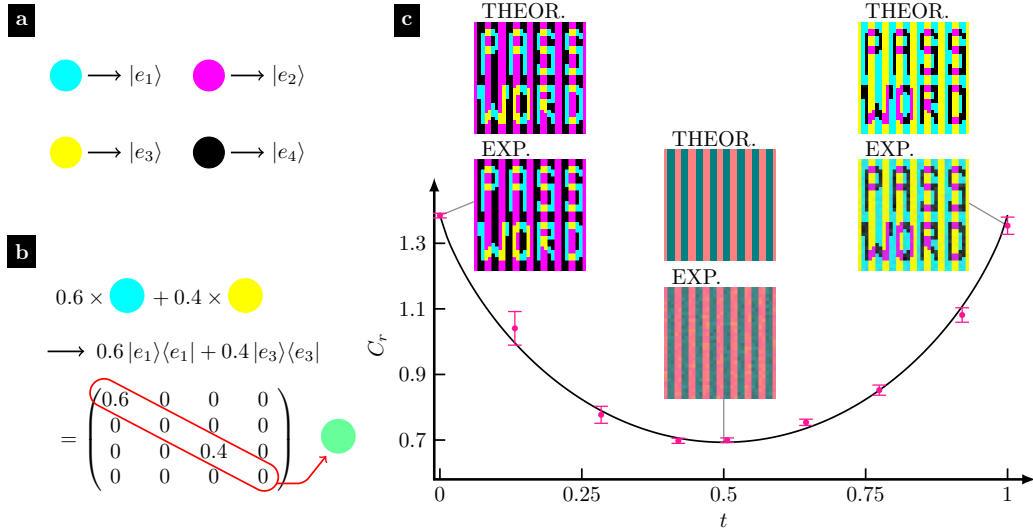 a
→ |e₁⟩ → |e₂⟩
→ |e₃⟩ → |e₄⟩
b
0.6 × + 0.4 ×
→ 0.6 |e₁⟩⟨e₁| + 0.4 |e₃⟩⟨e₃|
= (0.6 0 0 0
0 0 0 0
0 0 0.4 0
0 0 0 0)
c
THEOR.
PASS
WORD
EXP.
PASS
WORD
THEOR.
EXP.
THEOR.
PASS
WORD
EXP.
PASS
WORD
C_r
1.3
1.1
0.9
0.7
0 0.25 0.5 0.75 1
t